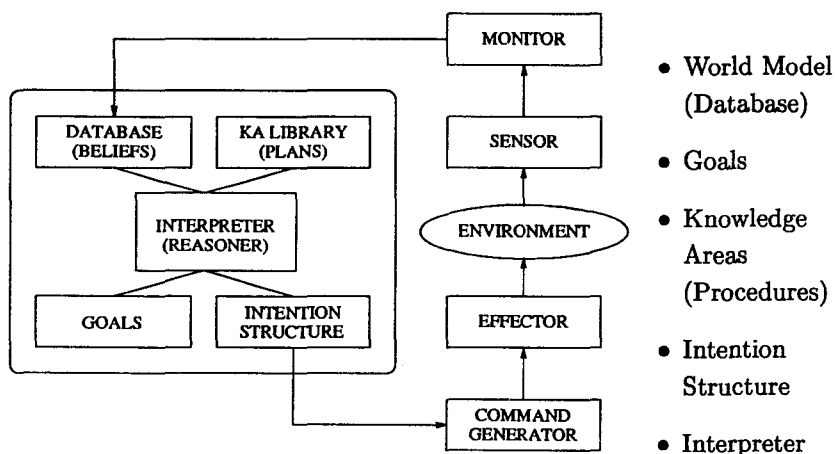 MONITOR
DATABASE
(BELIEFS)
KA LIBRARY
(PLANS)
SENSOR
INTERPRETER
(REASONER)
ENVIRONMENT
GOALS
INTENTION
STRUCTURE
EFFECTOR
COMMAND
GENERATOR
• World Model
(Database)
• Goals
• Knowledge
Areas
(Procedures)
• Intention
Structure
• Interpreter